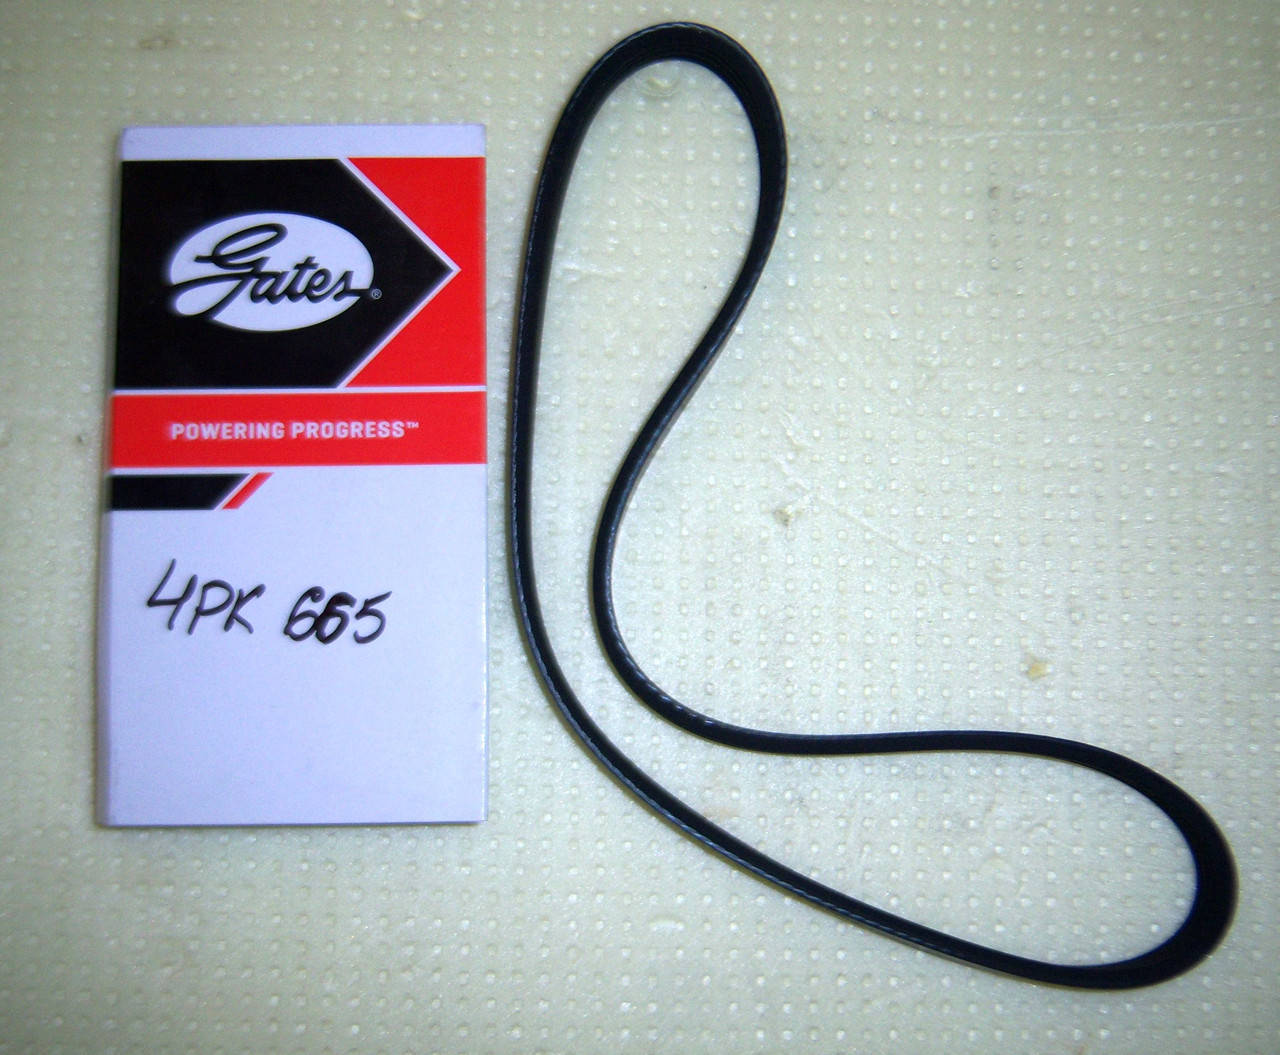 Gates®
POWERING PROGRESS™
4PK 665